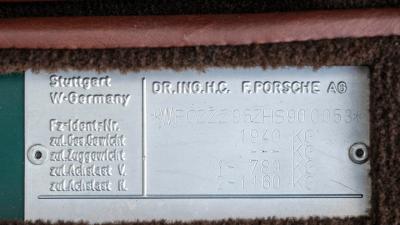 Stuttgart
W-Germany
DR.ING.H.C. F.PORSCHE AG
Fz-Ident-Nr.
zul.Ges.Gewicht
zul.Zuggewicht
zul.Achslast V.
zul.Achslast H.
1940 KG
1-780 KG
2-1180 KG